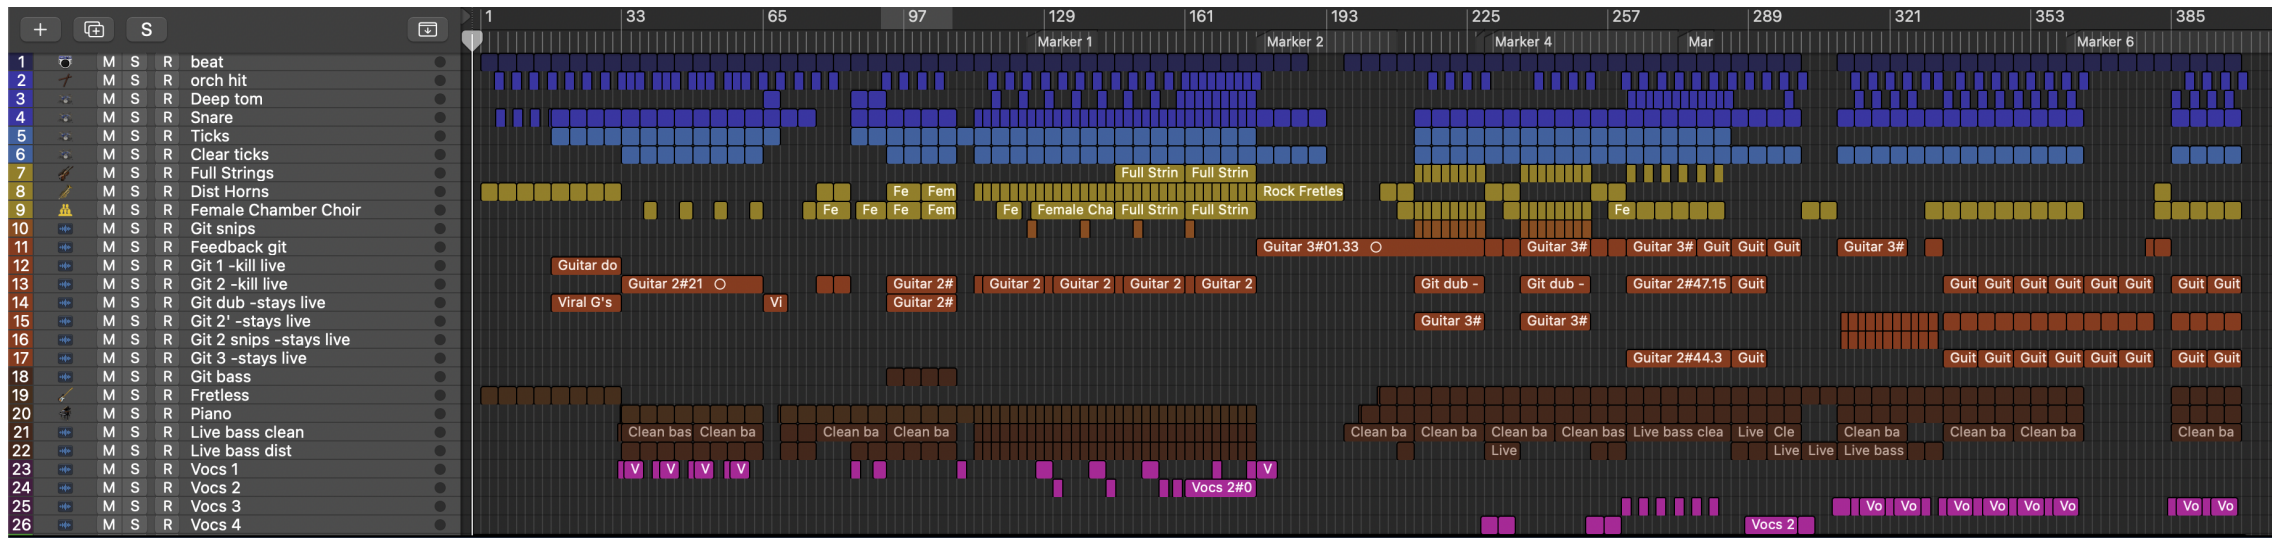 1 33 65 97 129 161 193 225 257 289 321 353 385
+ S
Marker 1 Marker 2 Marker 4 Mar Marker 6
1 M S R beat
2 M S R orch hit
3 M S R Deep tom
4 M S R Snare
5 M S R Ticks
6 M S R Clear ticks
7 M S R Full Strings Full Strin Full Strin
8 M S R Dist Horns Fe Fem Rock Fretles
9 M S R Female Chamber Choir Fe Fe Fe Fem Fe Female Cha Full Strin Full Strin Fe
10 M S R Git snips
11 M S R Feedback git Guitar 3#01.33 Guitar 3# Guitar 3# Guit Guit Guit Guitar 3#
12 M S R Git 1 -kill live Guitar do
13 M S R Git 2 -kill live Guitar 2#21 Guitar 2# Guitar 2 Guitar 2 Guitar 2 Guitar 2 Git dub - Git dub - Guitar 2#47.15 Guit Guit Guit Guit Guit Guit Guit Guit Guit
14 M S R Git dub -stays live Viral G's Vi Guitar 2#
15 M S R Git 2' -stays live Guitar 3# Guitar 3#
16 M S R Git 2 snips -stays live
17 M S R Git 3 -stays live Guitar 2#44.3 Guit Guit Guit Guit Guit Guit Guit Guit Guit
18 M S R Git bass
19 M S R Fretless
20 M S R Piano
21 M S R Live bass clean Clean bas Clean ba Clean ba Clean ba Clean ba Clean ba Clean ba Clean bas Live bass clea Live Cle Clean ba Clean ba Clean ba Clean ba
22 M S R Live bass dist Live Live Live Live bass
23 M S R Vocs 1 V V V V V
24 M S R Vocs 2 Vocs 2#0
25 M S R Vocs 3 Vo Vo Vo Vo Vo Vo Vo Vo
26 M S R Vocs 4 Vocs 2